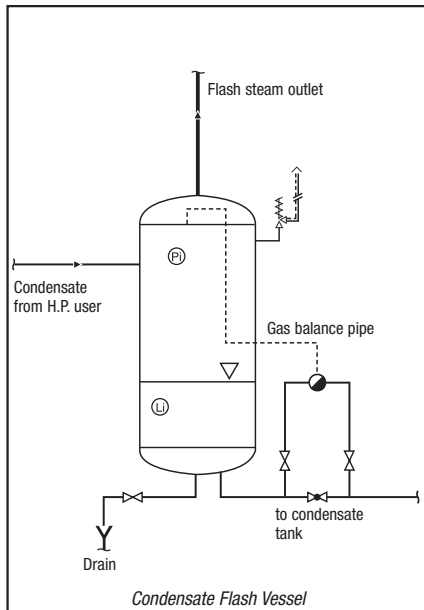 Flash steam outlet
Pi
Condensate
from H.P. user
Gas balance pipe
Li
to condensate
tank
Drain
Condensate Flash Vessel